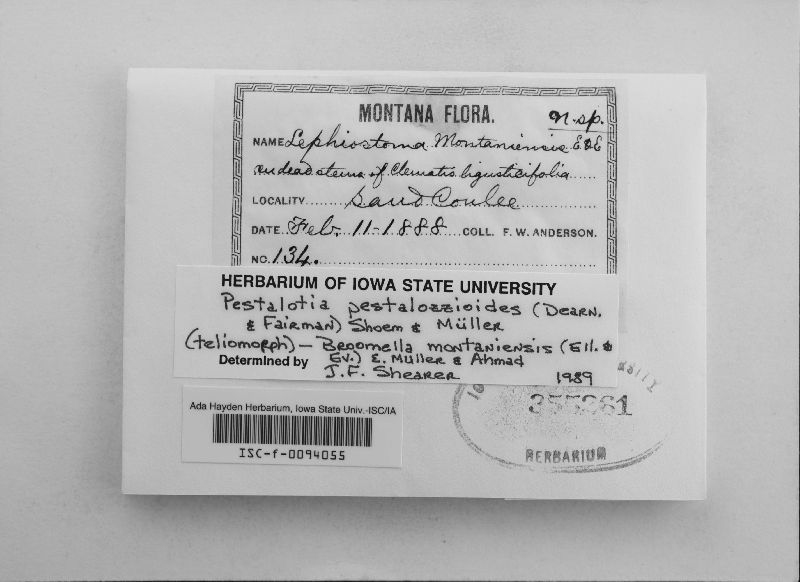 MONTANA FLORA.
n. sp.
NAME Lophiostoma Montaniensis E & E
on dead stems of Clematis ligusticifolia
LOCALITY Sand Coulee
DATE Feb. 11-1888 COLL. F. W. ANDERSON.
NO. 134.
HERBARIUM OF IOWA STATE UNIVERSITY
Pestalotia pestalozzioides (Dearn.
& Fairman) Shoem & Müller
(teliomorph) — Broomella montaniensis (Ell. &
Ev.) E. Müller & Ahmad
Determined by J.F. Shearer 1989
Ada Hayden Herbarium, Iowa State Univ.-ISC/IA
ISC-f-0094055
355261
HERBARIUM